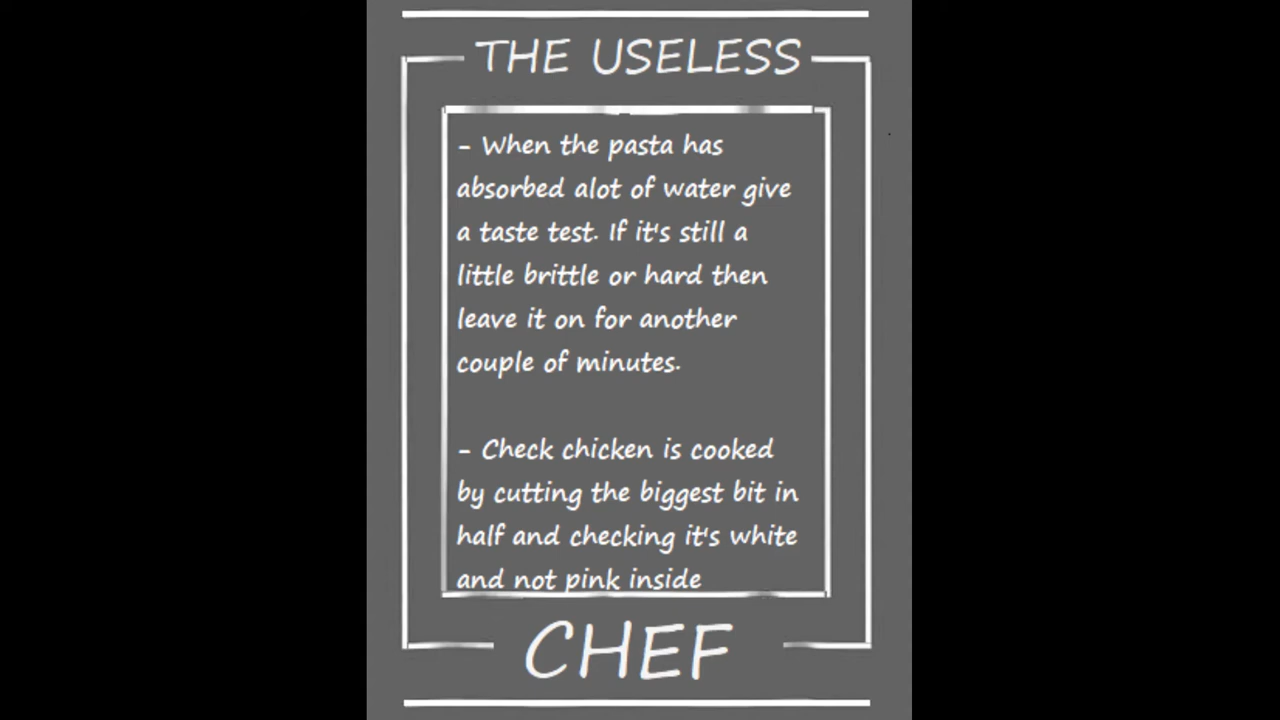 THE USELESS
- When the pasta has
absorbed alot of water give
a taste test. If it's still a
little brittle or hard then
leave it on for another
couple of minutes.
- Check chicken is cooked
by cutting the biggest bit in
half and checking it's white
and not pink inside
CHEF